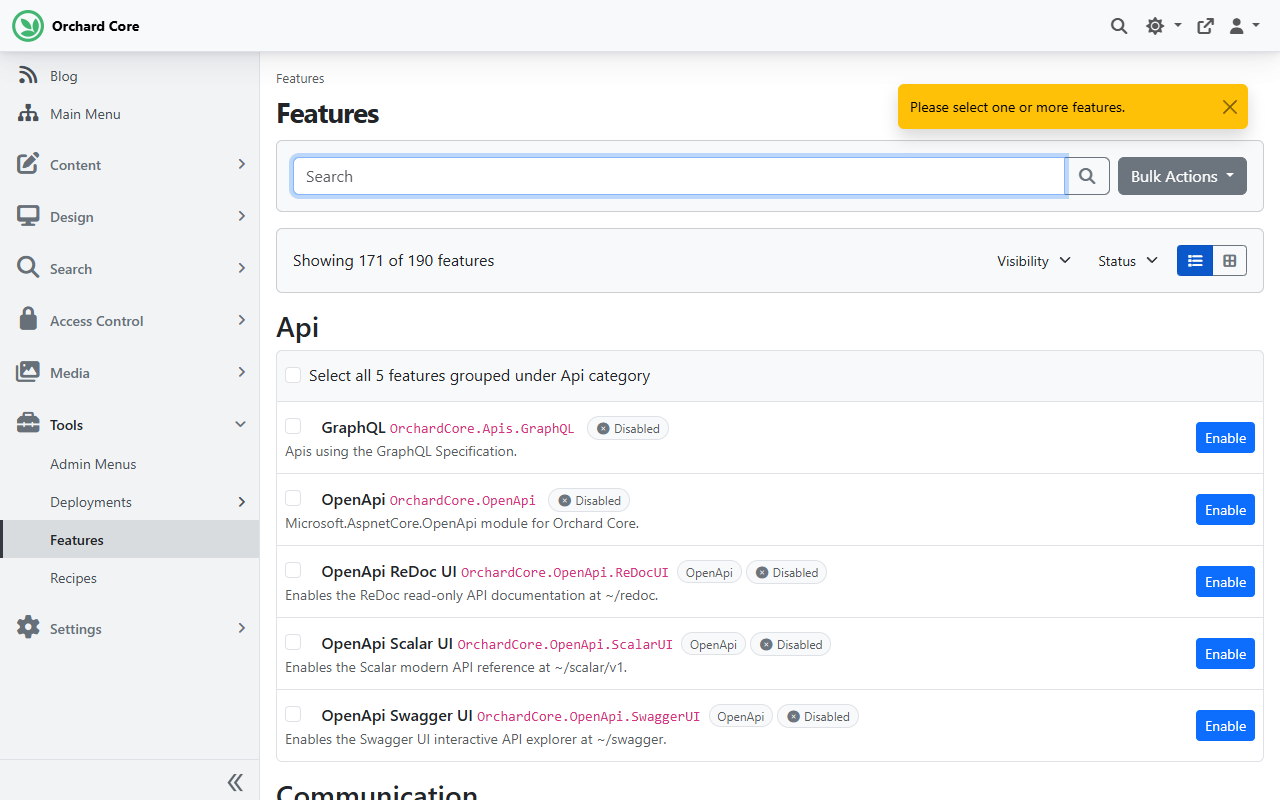 Orchard Core
Blog
Main Menu
Content
Design
Search
Access Control
Media
Tools
Admin Menus
Deployments
Features
Recipes
Settings
Features
Features
Please select one or more features.
Search
Bulk Actions
Showing 171 of 190 features
Visibility
Status
Api
Select all 5 features grouped under Api category
GraphQL OrchardCore.Apis.GraphQL Disabled
Apis using the GraphQL Specification.
Enable
OpenApi OrchardCore.OpenApi Disabled
Microsoft.AspnetCore.OpenApi module for Orchard Core.
Enable
OpenApi ReDoc UI OrchardCore.OpenApi.ReDocUI OpenApi Disabled
Enables the ReDoc read-only API documentation at ~/redoc.
Enable
OpenApi Scalar UI OrchardCore.OpenApi.ScalarUI OpenApi Disabled
Enables the Scalar modern API reference at ~/scalar/v1.
Enable
OpenApi Swagger UI OrchardCore.OpenApi.SwaggerUI OpenApi Disabled
Enables the Swagger UI interactive API explorer at ~/swagger.
Enable
Communication